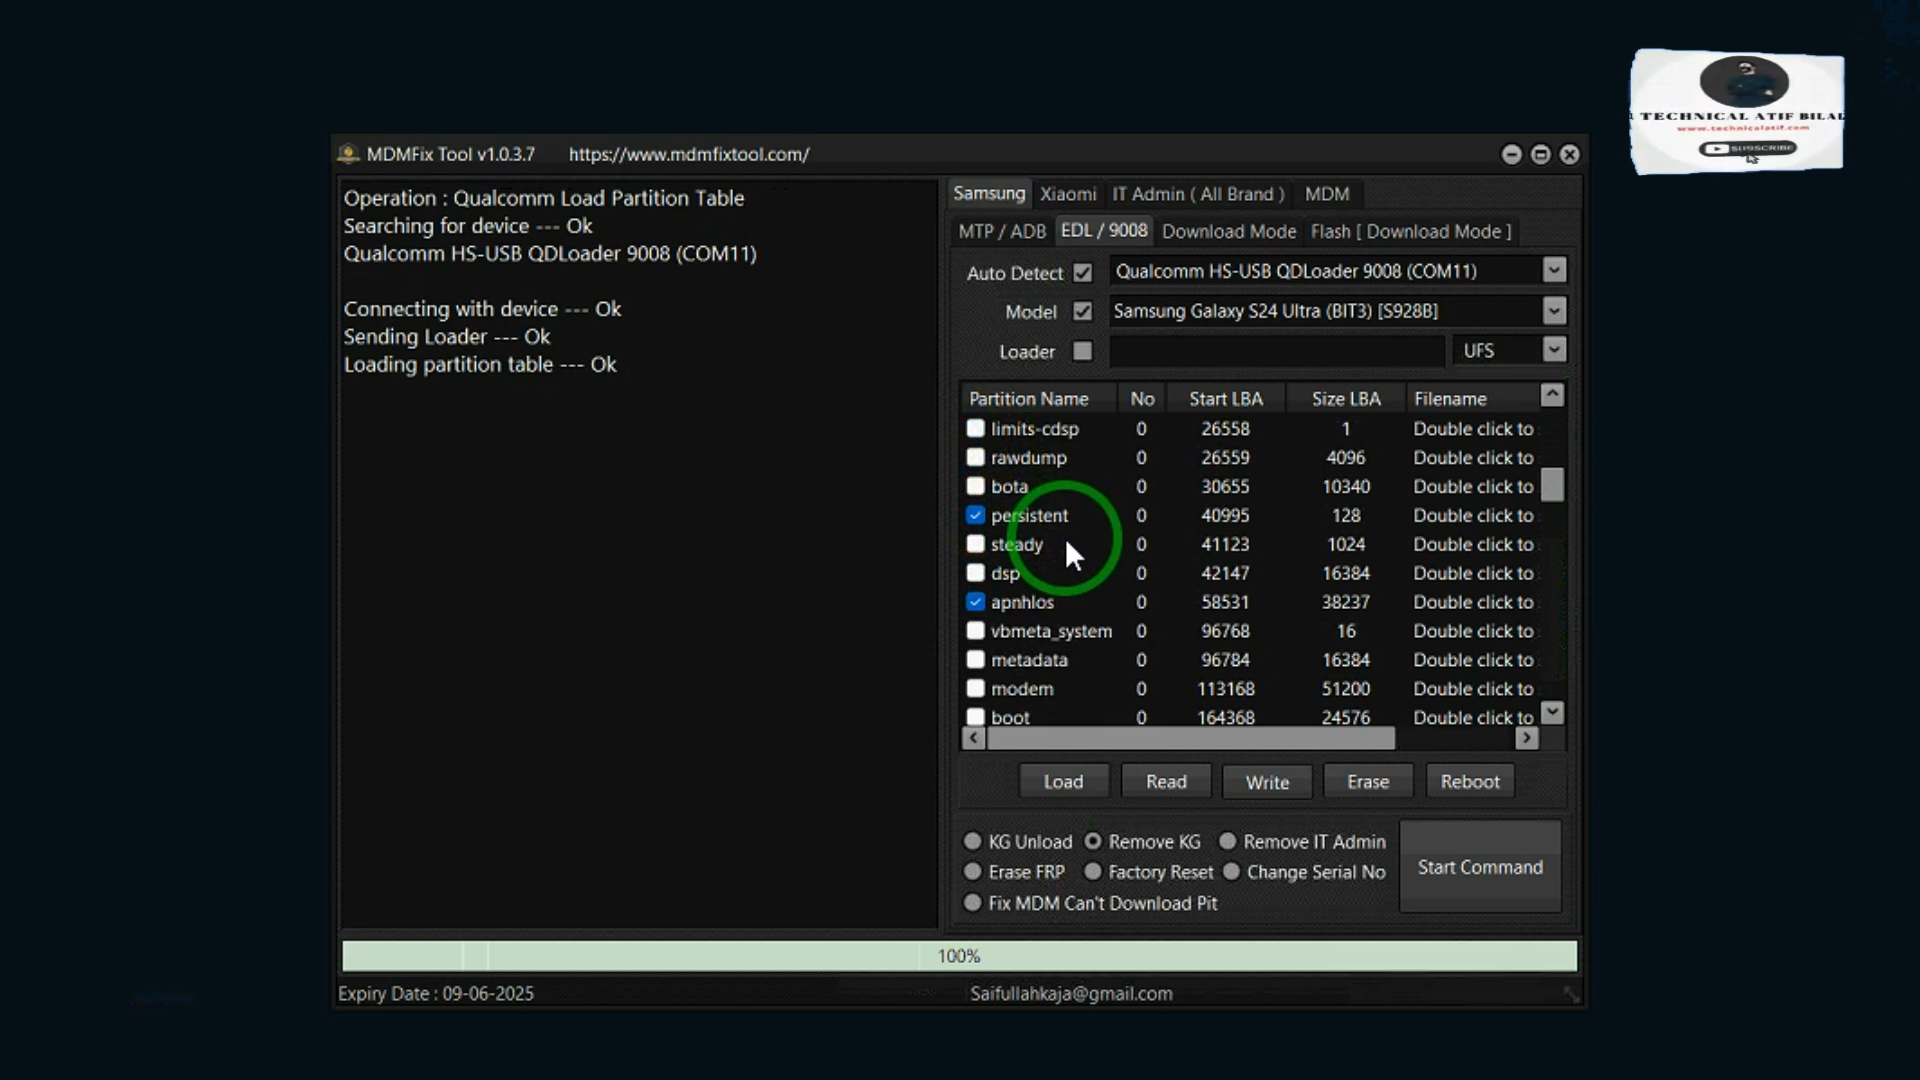 TECHNICAL ATIF BILAL
www.technicalatif.com
SUBSCRIBE
MDMFix Tool v1.0.3.7 https://www.mdmfixtool.com/
Operation : Qualcomm Load Partition Table
Searching for device --- Ok
Qualcomm HS-USB QDLoader 9008 (COM11)
Connecting with device --- Ok
Sending Loader --- Ok
Loading partition table --- Ok
Samsung Xiaomi IT Admin ( All Brand ) MDM
MTP / ADB EDL / 9008 Download Mode Flash [ Download Mode ]
Auto Detect Qualcomm HS-USB QDLoader 9008 (COM11)
Model Samsung Galaxy S24 Ultra (BIT3) [S928B]
Loader UFS
Partition Name No Start LBA Size LBA Filename
limits-cdsp 0 26558 1 Double click to
rawdump 0 26559 4096 Double click to
bota 0 30655 10340 Double click to
persistent 0 40995 128 Double click to
steady 0 41123 1024 Double click to
dsp 0 42147 16384 Double click to
apnhlos 0 58531 38237 Double click to
vbmeta_system 0 96768 16 Double click to
metadata 0 96784 16384 Double click to
modem 0 113168 51200 Double click to
boot 0 164368 24576 Double click to
Load Read Write Erase Reboot
KG Unload Remove KG Remove IT Admin
Erase FRP Factory Reset Change Serial No
Fix MDM Can't Download Pit
Start Command
100%
Expiry Date : 09-06-2025 Saifullahkaja@gmail.com